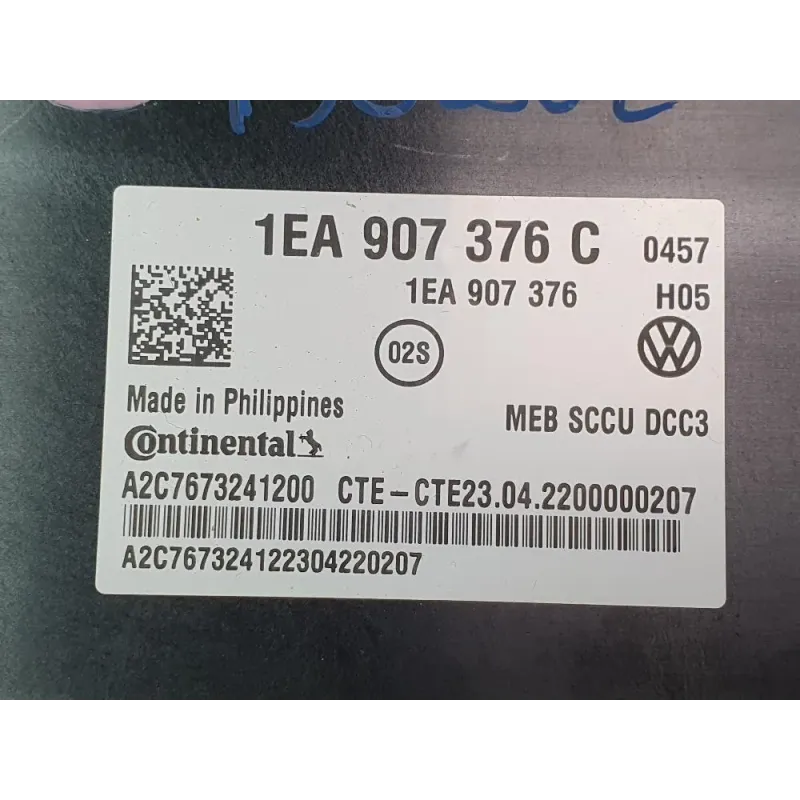 1EA 907 376 C 0457
1EA 907 376 H05
02S
Made in Philippines
MEB SCCU DCC3
Continental
A2C7673241200 CTE-CTE23.04.2200000207
A2C767324122304220207